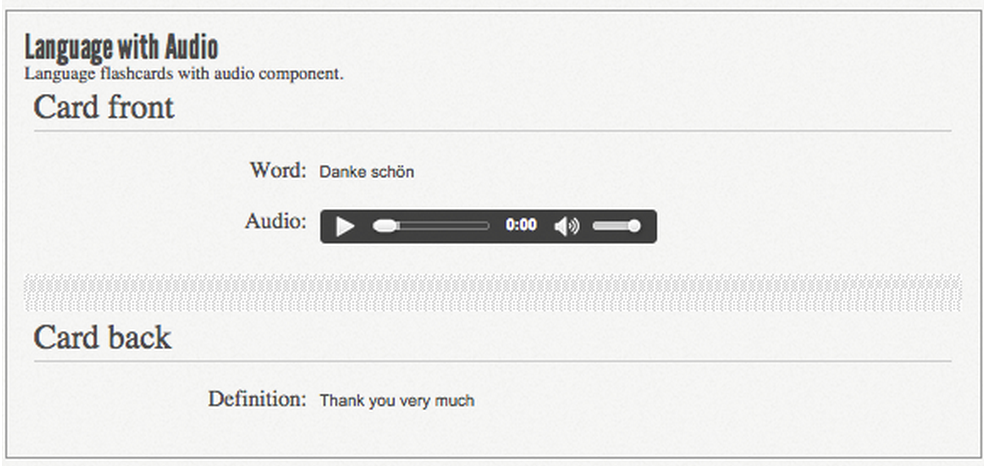 Language with Audio
Language flashcards with audio component.
Card front
Word: Danke schön
Audio: 0:00
Card back
Definition: Thank you very much